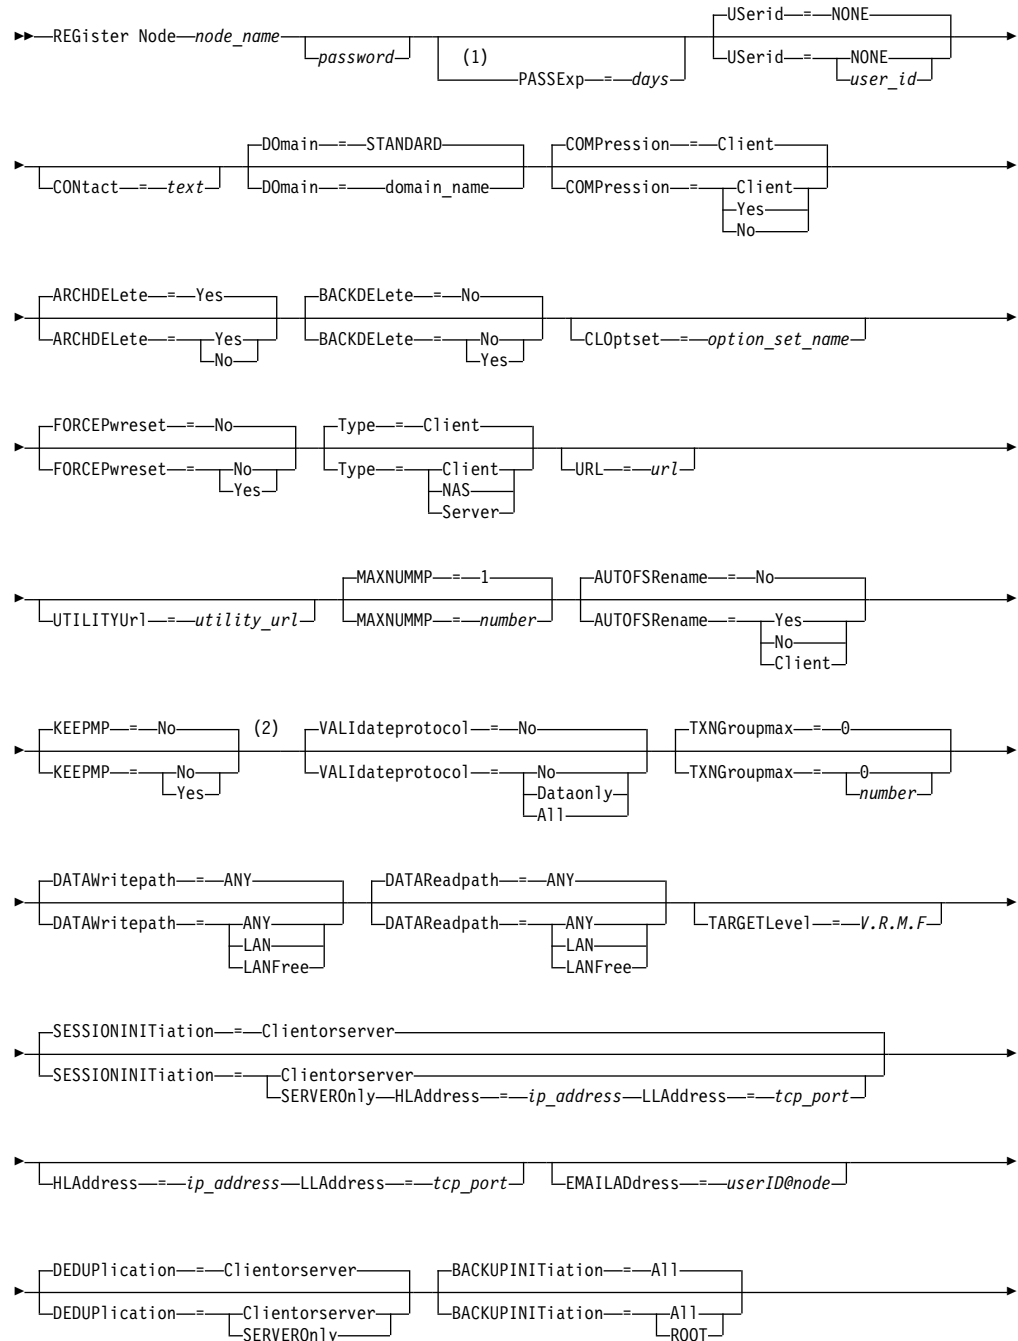 USerid = NONE
REGister Node node_name
password
(1)
PASSExp = days
USerid = NONE
user_id
DOmain = STANDARD
COMPression = Client
CONtact = text
DOmain = domain_name
COMPression = Client
Yes
No
ARCHDELete = Yes
BACKDELete = No
ARCHDELete = Yes
No
BACKDELete = No
Yes
CLOptset = option_set_name
FORCEPwreset = No
Type = Client
FORCEPwreset = No
Yes
Type = Client
NAS
Server
URL = url
MAXNUMMP = 1
AUTOFSRename = No
UTILITYUrl = utility_url
MAXNUMMP = number
AUTOFSRename = Yes
No
Client
KEEPMP = No
(2)
VALIdateprotocol = No
TXNGroupmax = 0
KEEPMP = No
Yes
VALIdateprotocol = No
Dataonly
All
TXNGroupmax = 0
number
DATAWritepath = ANY
DATAReadpath = ANY
DATAWritepath = ANY
LAN
LANFree
DATAReadpath = ANY
LAN
LANFree
TARGETLevel = V.R.M.F
SESSIONINITiation = Clientorserver
SESSIONINITiation = Clientorserver
SERVEROnly HLAddress = ip_address LLAddress = tcp_port
HLAddress = ip_address LLAddress = tcp_port
EMAILADdress = userID@node
DEDUPlication = Clientorserver
BACKUPINITiation = All
DEDUPlication = Clientorserver
SERVEROnly
BACKUPINITiation = All
ROOT